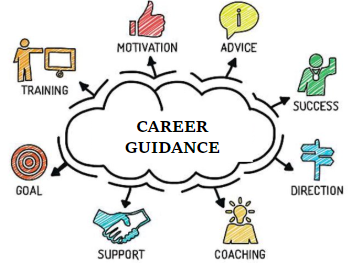 MOTIVATION
ADVICE
TRAINING
SUCCESS
CAREER
GUIDANCE
GOAL
DIRECTION
SUPPORT
COACHING